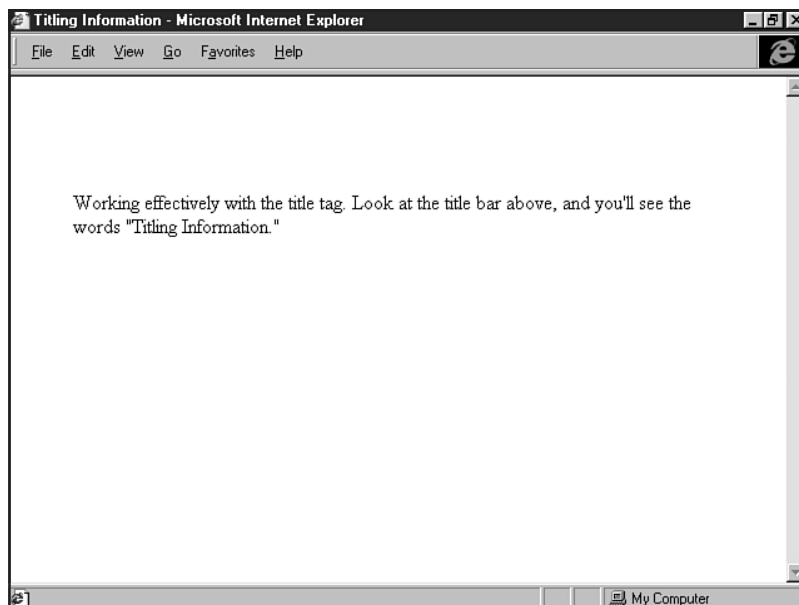 Titling Information - Microsoft Internet Explorer
File Edit View Go Favorites Help
Working effectively with the title tag. Look at the title bar above, and you'll see the
words "Titling Information."
My Computer